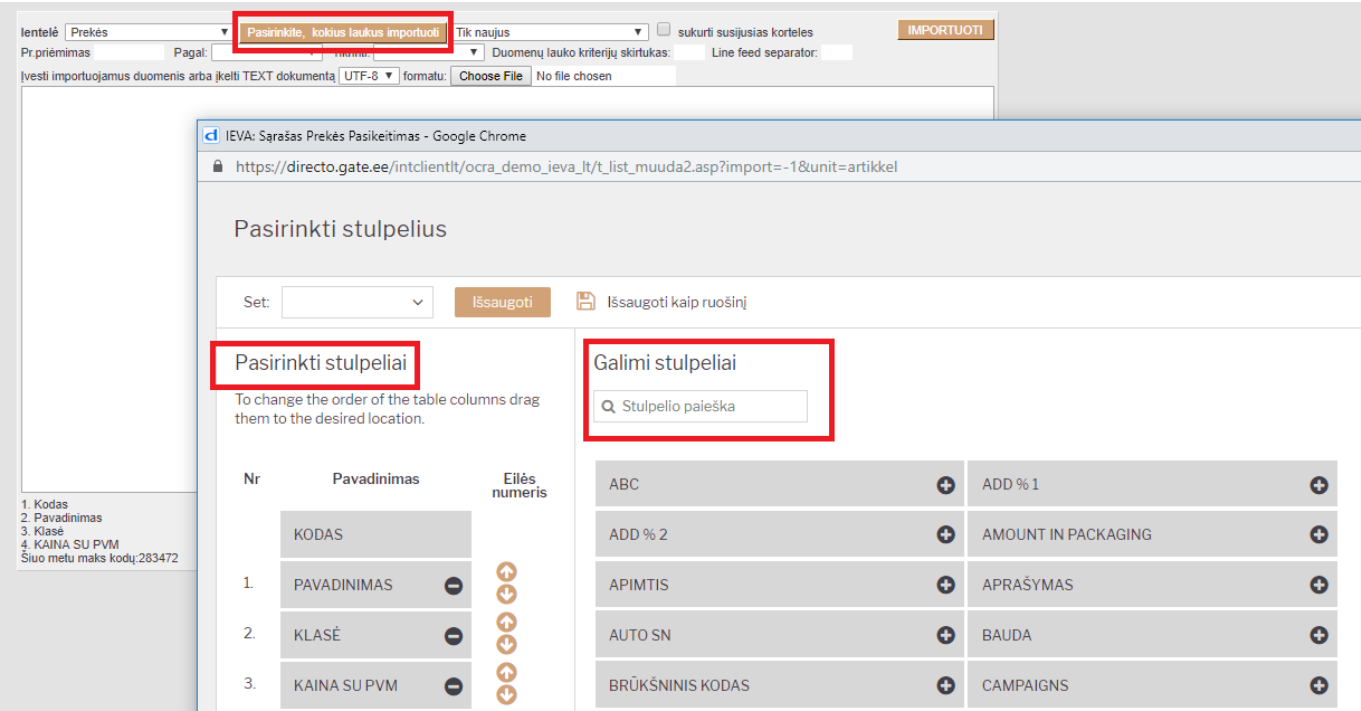 lentelė Prekės Pasirinkite, kokius laukus importuoti Tik naujus sukurti susijusias korteles IMPORTUOTI
Pr.priėmimas Pagal: Tikrinti: Duomenų lauko kriterijų skirtukas: Line feed separator:
Įvesti importuojamus duomenis arba įkelti TEXT dokumentą UTF-8 formatu: Choose File No file chosen
IEVA: Sąrašas Prekės Pasikeitimas - Google Chrome
https://directo.gate.ee/intclientlt/ocra_demo_ieva_lt/t_list_muuda2.asp?import=-1&unit=artikkel
Pasirinkti stulpelius
Set: Išsaugoti Išsaugoti kaip ruošinį
Pasirinkti stulpeliai
To change the order of the table columns drag
them to the desired location.
Nr Pavadinimas Eilės
numeris
KODAS
1. PAVADINIMAS
2. KLASĖ
3. KAINA SU PVM
Galimi stulpeliai
Stulpelio paieška
ABC ADD % 1
ADD % 2 AMOUNT IN PACKAGING
APIMTIS APRAŠYMAS
AUTO SN BAUDA
BRŪKŠNINIS KODAS CAMPAIGNS
1. Kodas
2. Pavadinimas
3. Klasė
4. KAINA SU PVM
Šiuo metu maks kodų:283472